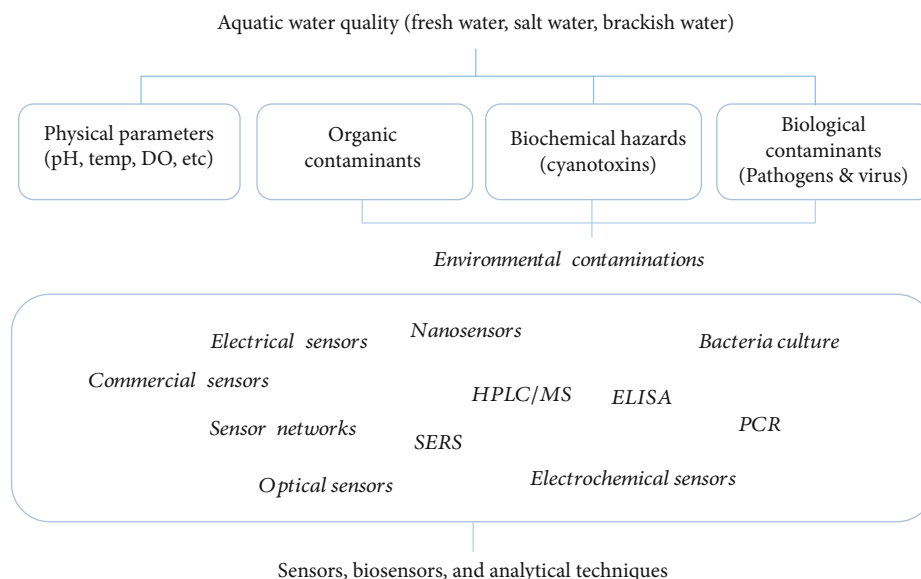 Aquatic water quality (fresh water, salt water, brackish water)
Physical parameters
(pH, temp, DO, etc)
Organic
contaminants
Biochemical hazards
(cyanotoxins)
Biological
contaminants
(Pathogens & virus)
Environmental contaminations
Electrical sensors
Nanosensors
Bacteria culture
Commercial sensors
HPLC/MS
ELISA
Sensor networks
SERS
PCR
Optical sensors
Electrochemical sensors
Sensors, biosensors, and analytical techniques